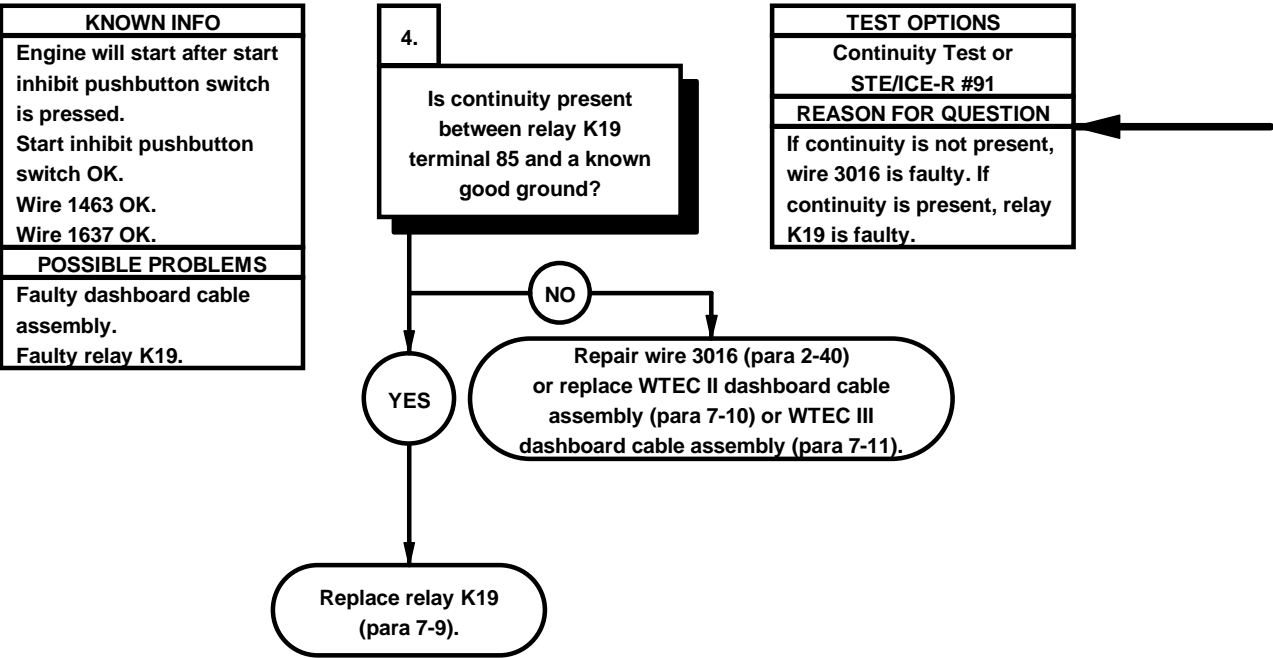 KNOWN INFO
Engine will start after start
inhibit pushbutton switch
is pressed.
Start inhibit pushbutton
switch OK.
Wire 1463 OK.
Wire 1637 OK.
POSSIBLE PROBLEMS
Faulty dashboard cable
assembly.
Faulty relay K19.
4.
Is continuity present
between relay K19
terminal 85 and a known
good ground?
TEST OPTIONS
Continuity Test or
STE/ICE-R #91
REASON FOR QUESTION
If continuity is not present,
wire 3016 is faulty. If
continuity is present, relay
K19 is faulty.
NO
YES
Repair wire 3016 (para 2-40)
or replace WTEC II dashboard cable
assembly (para 7-10) or WTEC III
dashboard cable assembly (para 7-11).
Replace relay K19
(para 7-9).